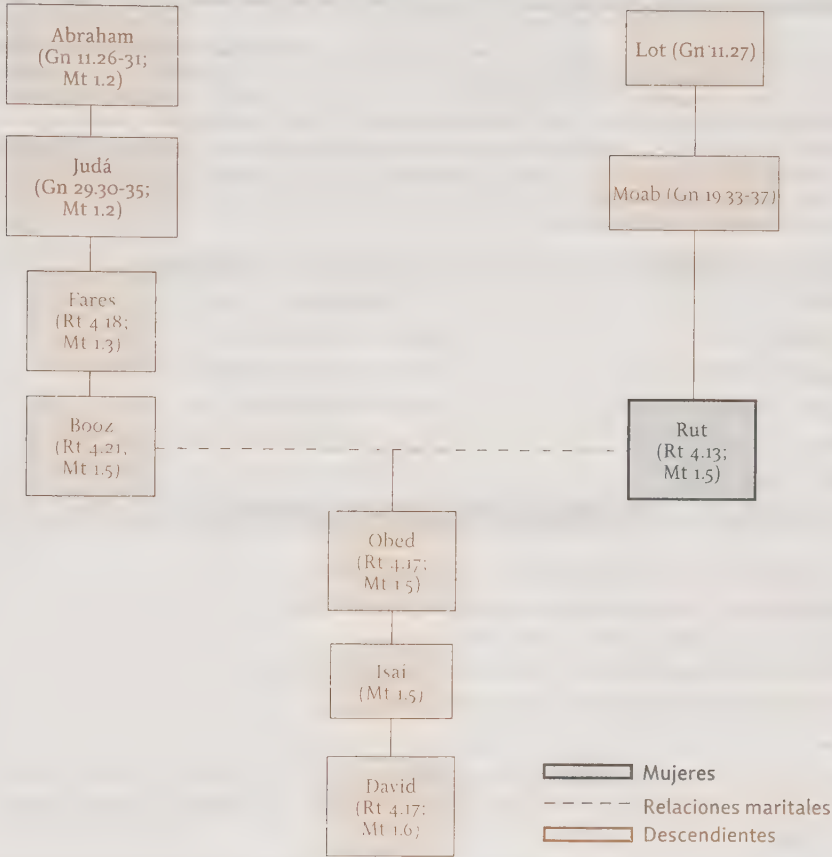 Abraham
(Gn 11.26-31;
Mt 1.2)
Lot (Gn 11.27)
Judá
(Gn 29.30-35;
Mt 1.2)
Moab (Gn 19 33-37)
Fares
(Rt 4 18;
Mt 1.3)
Booz
(Rt 4.21,
Mt 1.5)
Rut
(Rt 4.13;
Mt 1.5)
Obed
(Rt 4.17;
Mt 1.5)
Isaí
(Mt 1.5)
David
(Rt 4.17;
Mt 1.6;
Mujeres
Relaciones maritales
Descendientes